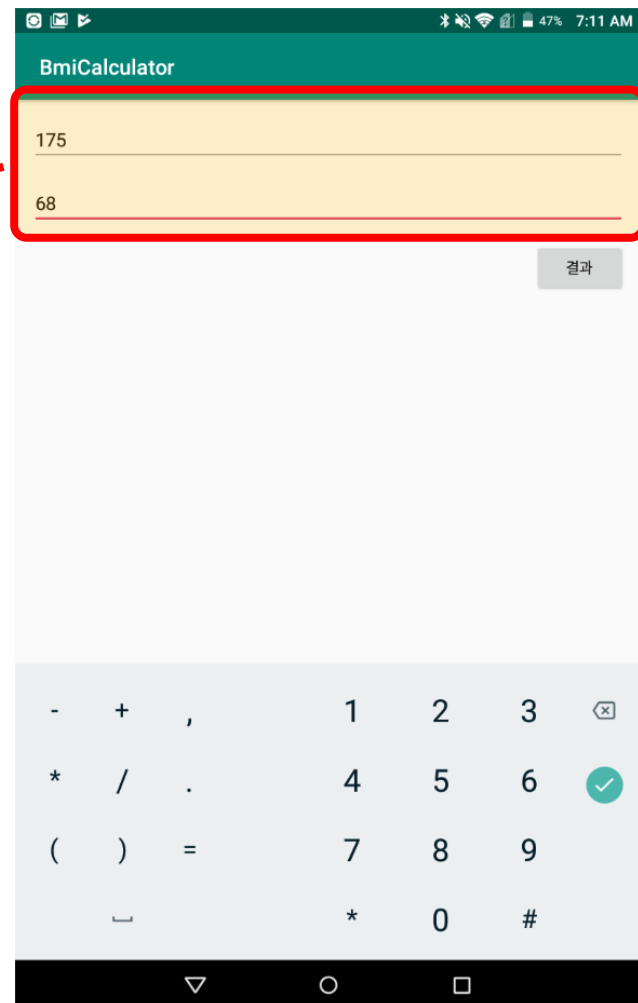 47% 7:11 AM
BmiCalculator
175
68
결과
- + , 1 2 3
* / . 4 5 6
( ) = 7 8 9
* 0 #